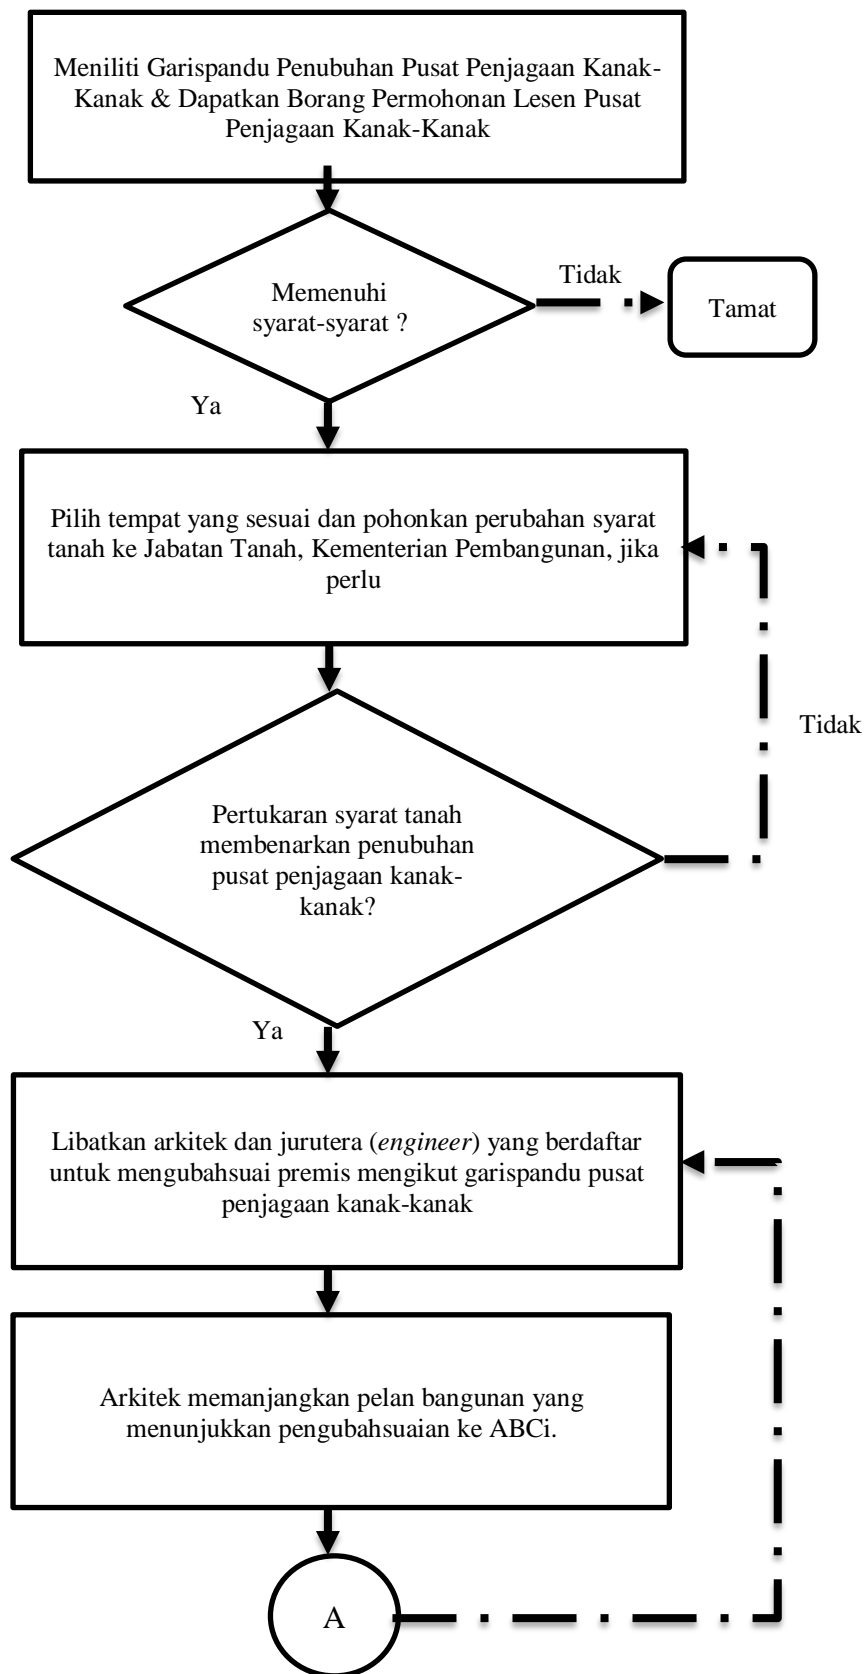 Meniliti Garispandu Penubuhan Pusat Penjagaan Kanak-
Kanak & Dapatkan Borang Permohonan Lesen Pusat
Penjagaan Kanak-Kanak
Memenuhi
syarat-syarat ?
Tidak
Tamat
Ya
Pilih tempat yang sesuai dan pohonkan perubahan syarat
tanah ke Jabatan Tanah, Kementerian Pembangunan, jika
perlu
Tidak
Pertukaran syarat tanah
membenarkan penubuhan
pusat penjagaan kanak-
kanak?
Ya
Libatkan arkitek dan jurutera (engineer) yang berdaftar
untuk mengubahsuai premis mengikut garispandu pusat
penjagaan kanak-kanak
Arkitek memanjangkan pelan bangunan yang
menunjukkan pengubahsuaian ke ABCi.
A